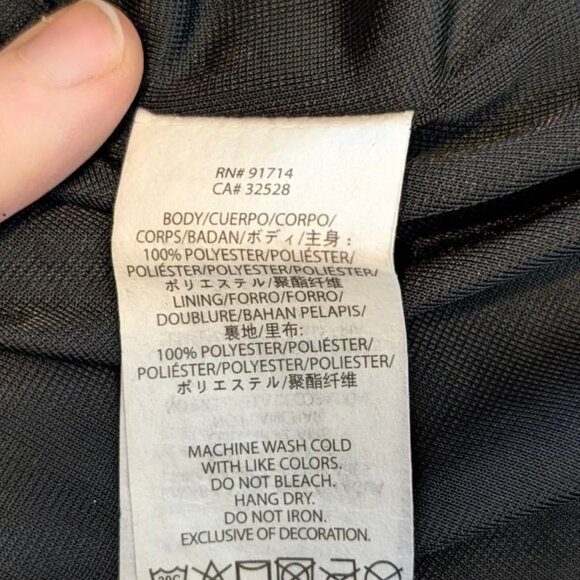 RN# 91714
CA# 32528
BODY/CUERPO/CORPO/
CORPS/BADAN/ボディ/主身：
100% POLYESTER/POLIÉSTER/
POLIÉSTER/POLYESTER/POLIESTER/
ポリエステル/聚酯纤维
LINING/FORRO/FORRO/
DOUBLURE/BAHAN PELAPIS/
裏地/里布：
100% POLYESTER/POLIÉSTER/
POLIÉSTER/POLYESTER/POLIESTER/
ポリエステル/聚酯纤维
MACHINE WASH COLD
WITH LIKE COLORS.
DO NOT BLEACH.
HANG DRY.
DO NOT IRON.
EXCLUSIVE OF DECORATION.